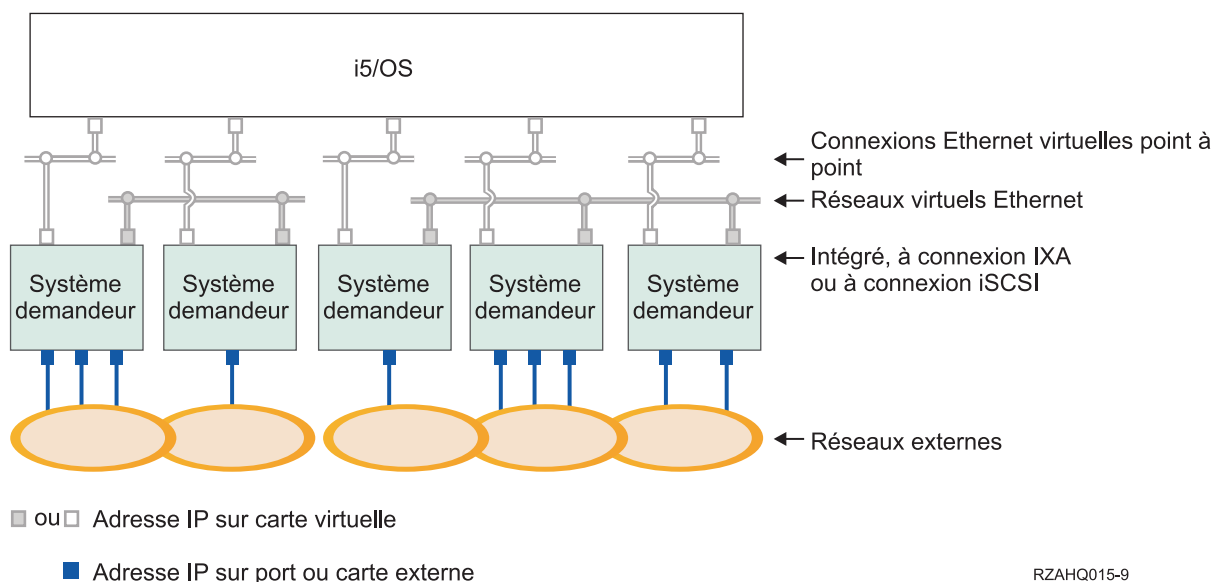 i5/OS
Connexions Ethernet virtuelles point à
point
Réseaux virtuels Ethernet
Intégré, à connexion IXA
ou à connexion iSCSI
Système
demandeur
Système
demandeur
Système
demandeur
Système
demandeur
Système
demandeur
Réseaux externes
ou Adresse IP sur carte virtuelle
Adresse IP sur port ou carte externe
RZAHQ015-9